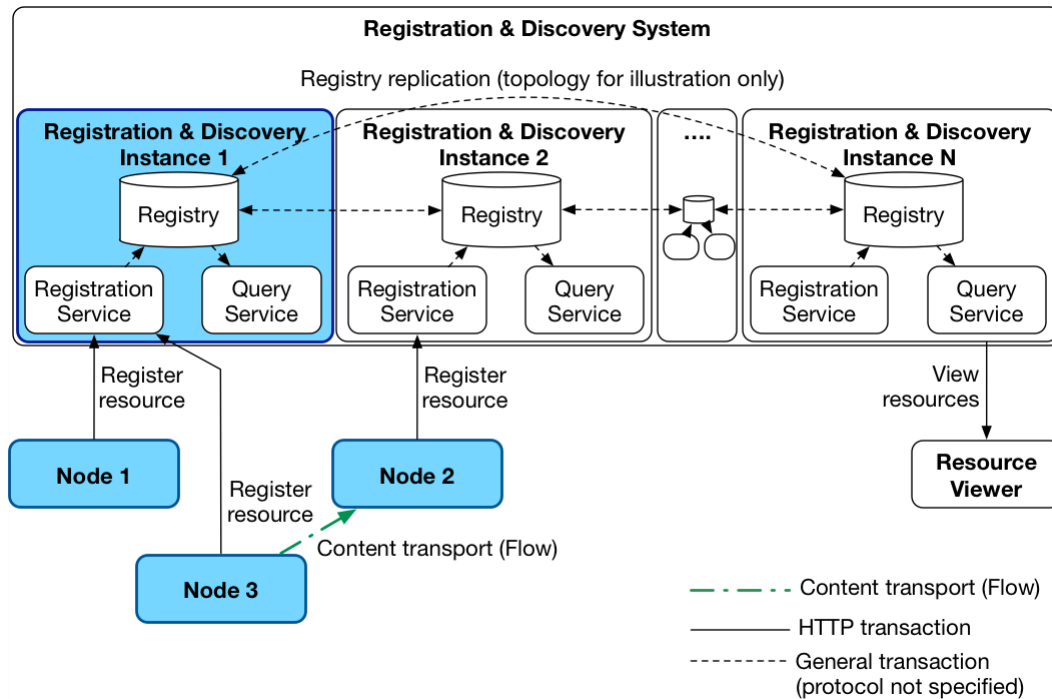 Registration & Discovery System
Registry replication (topology for illustration only)
Registration & Discovery
Instance 1
Registry
Registration
Service
Query
Service
Registration & Discovery
Instance 2
Registry
Registration
Service
Query
Service
....
Registration & Discovery
Instance N
Registry
Registration
Service
Query
Service
Register
resource
Register
resource
View
resources
Node 1
Register
resource
Node 2
Resource
Viewer
Content transport (Flow)
Node 3
Content transport (Flow)
HTTP transaction
General transaction
(protocol not specified)